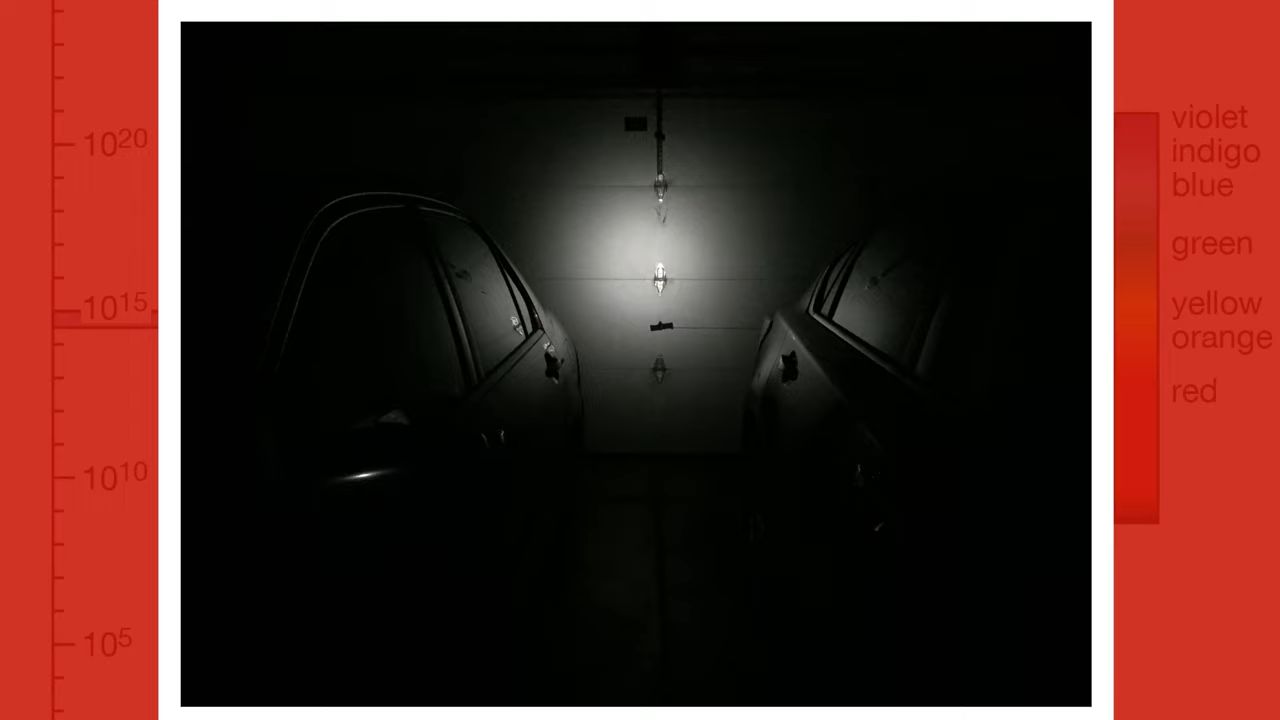 10²⁰
10¹⁵
10¹⁰
10⁵
violet
indigo
blue
green
yellow
orange
red